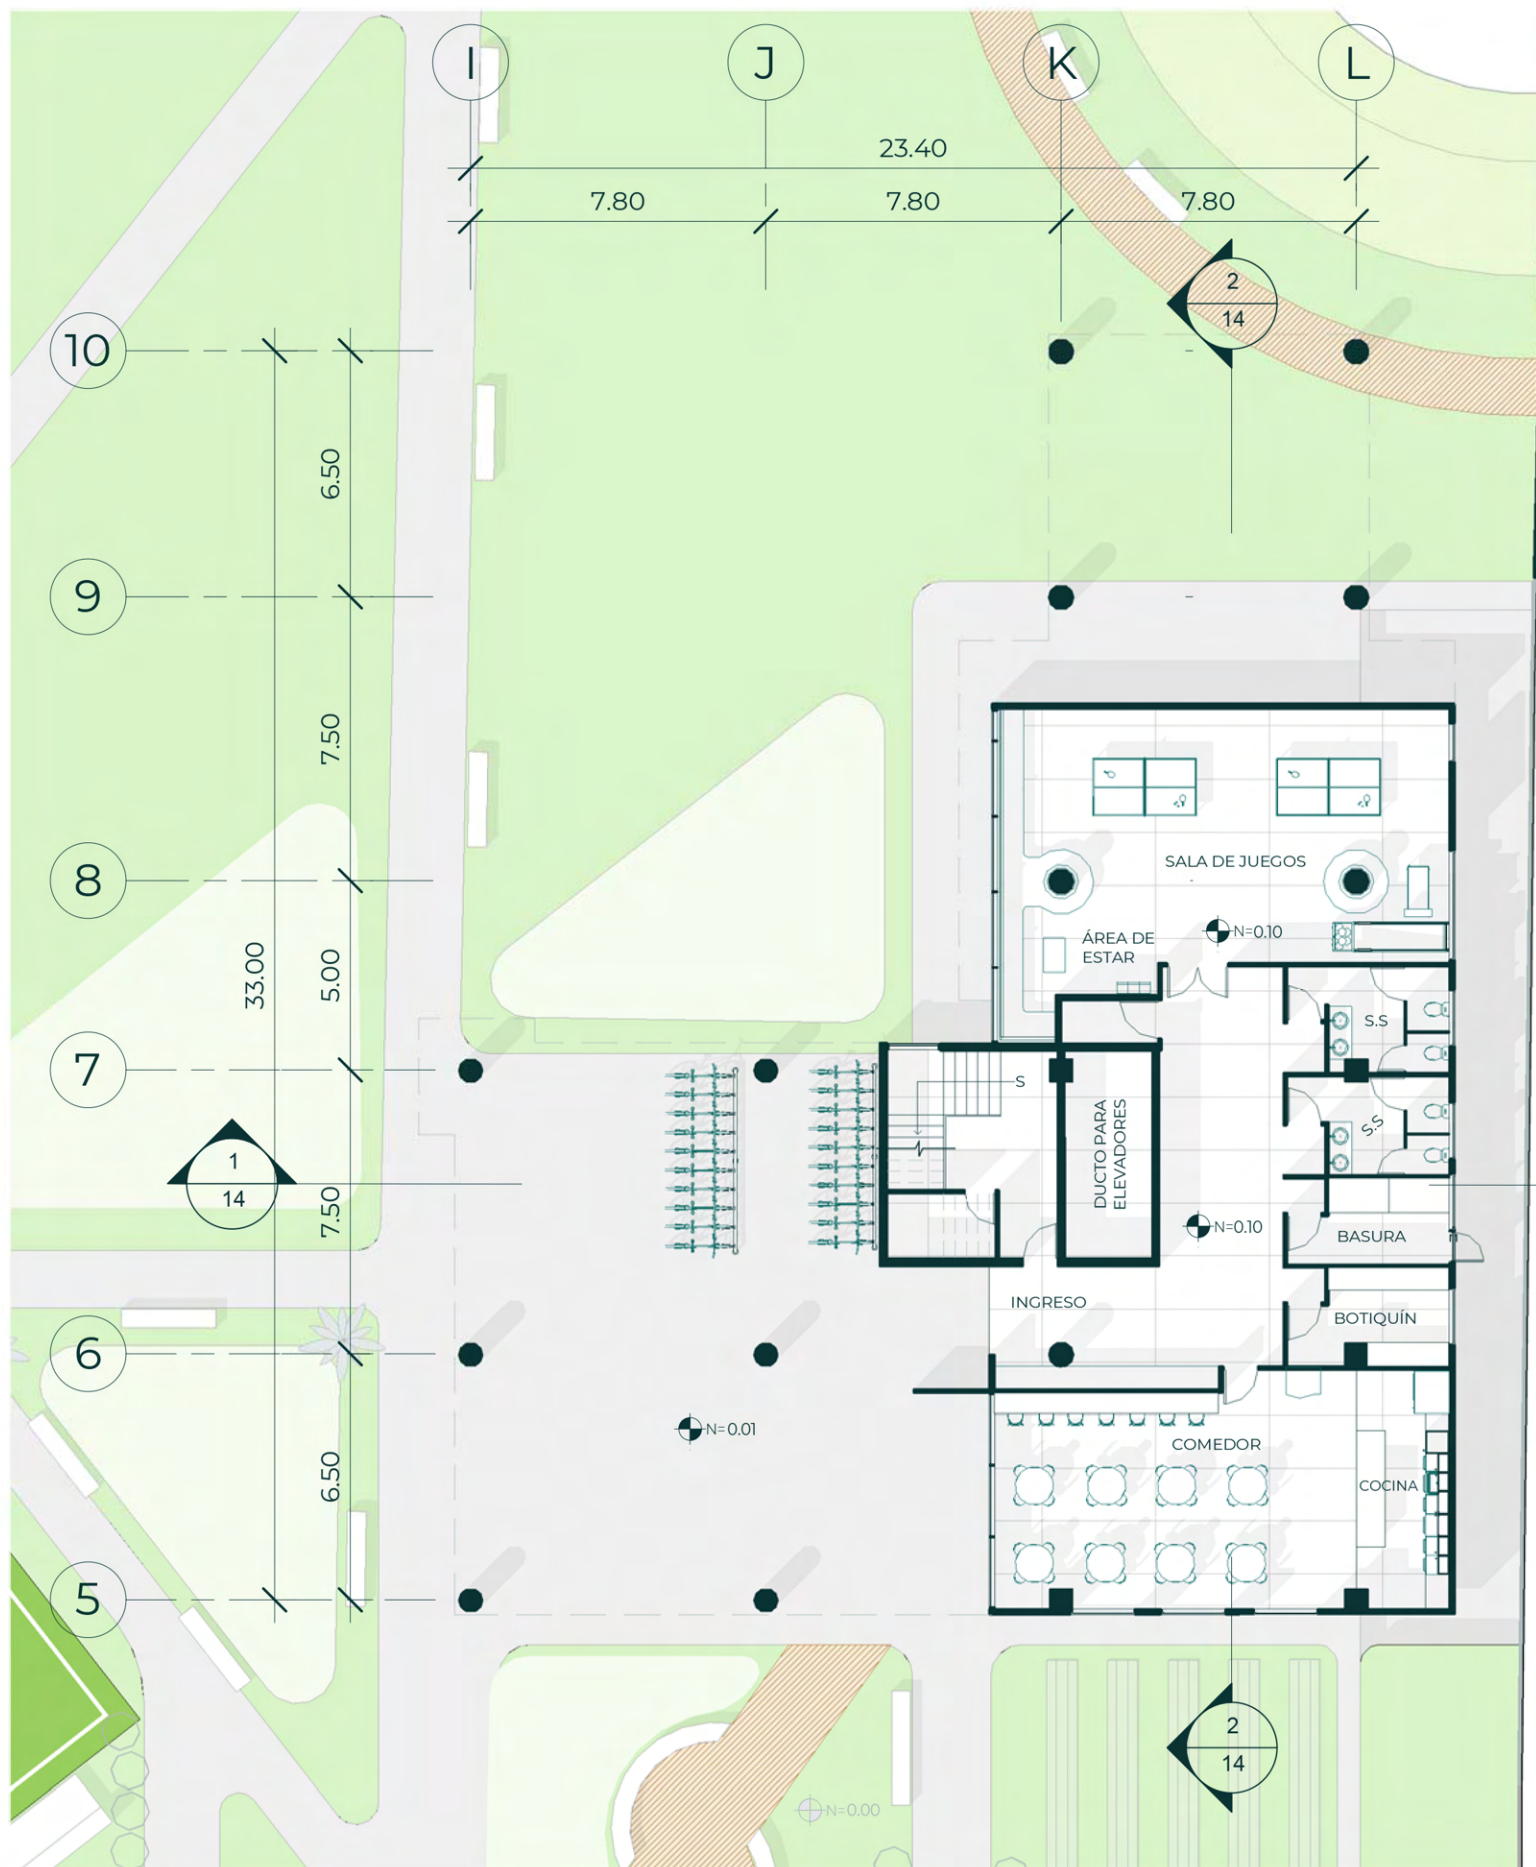 I
J
K
L
23.40
7.80
7.80
7.80
2
14
10
6.50
9
7.50
8
SALA DE JUEGOS
N=0.10
ÁREA DE
ESTAR
33.00
5.00
7
S.S
S
DUCTO PARA
ELEVADORES
S.S
1
14
7.50
N=0.10
BASURA
INGRESO
BOTIQUÍN
6
N=0.01
COMEDOR
COCINA
6.50
5
2
14
N=0.00